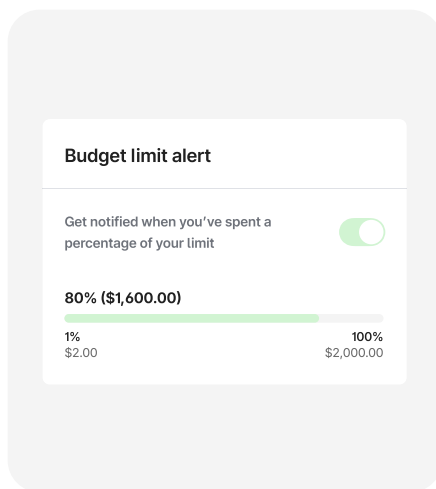 Budget limit alert
Get notified when you’ve spent a
percentage of your limit
80% ($1,600.00)
1% 100%
$2.00 $2,000.00